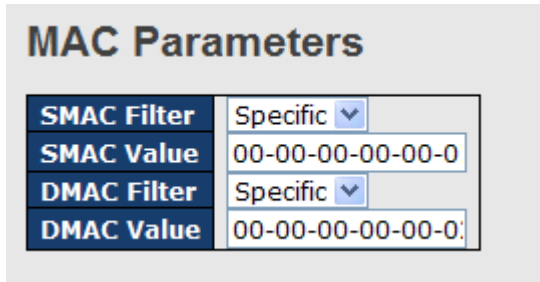 MAC Parameters
SMAC Filter Specific
SMAC Value 00-00-00-00-00-0
DMAC Filter Specific
DMAC Value 00-00-00-00-00-0